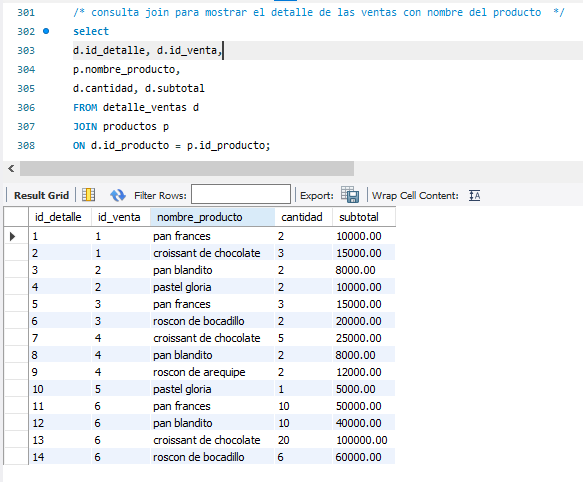 301 /* consulta join para mostrar el detalle de las ventas con nombre del producto */
302 select
303 d.id_detalle, d.id_venta,
304 p.nombre_producto,
305 d.cantidad, d.subtotal
306 FROM detalle_ventas d
307 JOIN productos p
308 ON d.id_producto = p.id_producto;
Result Grid Filter Rows: Export: Wrap Cell Content: IA
id_detalle id_venta nombre_producto cantidad subtotal
1 1 pan frances 2 10000.00
2 1 croissant de chocolate 3 15000.00
3 2 pan blandito 2 8000.00
4 2 pastel gloria 2 10000.00
5 3 pan frances 3 15000.00
6 3 roscon de bocadillo 2 20000.00
7 4 croissant de chocolate 5 25000.00
8 4 pan blandito 2 8000.00
9 4 roscon de arequipe 2 12000.00
10 5 pastel gloria 1 5000.00
11 6 pan frances 10 50000.00
12 6 pan blandito 10 40000.00
13 6 croissant de chocolate 20 100000.00
14 6 roscon de bocadillo 6 60000.00